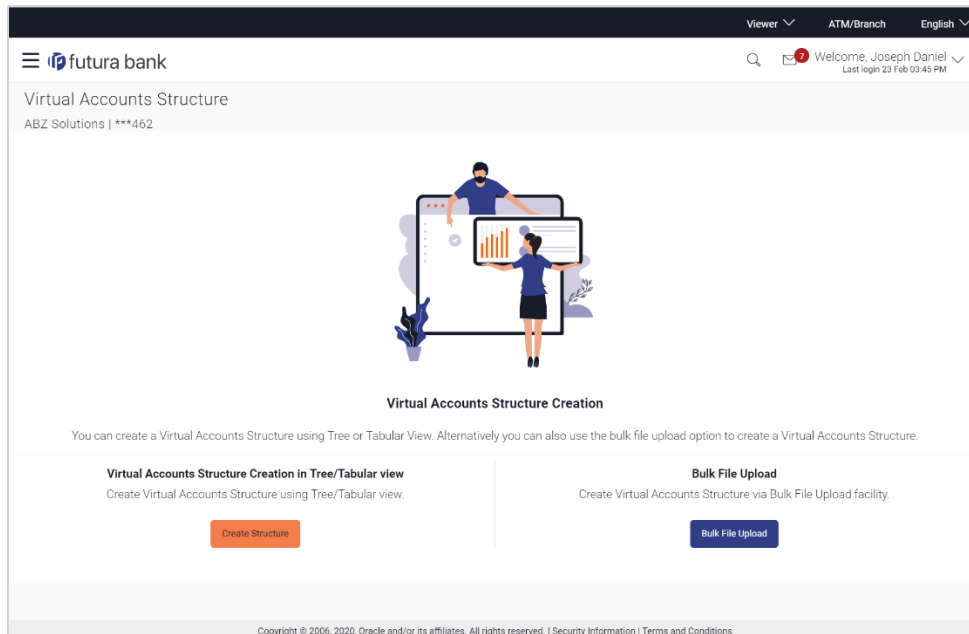 Viewer ATM/Branch English
futura bank
7
Welcome, Joseph Daniel
Last login 23 Feb 03:45 PM
Virtual Accounts Structure
ABZ Solutions | ***462
Virtual Accounts Structure Creation
You can create a Virtual Accounts Structure using Tree or Tabular View. Alternatively you can also use the bulk file upload option to create a Virtual Accounts Structure.
Virtual Accounts Structure Creation in Tree/Tabular view
Create Virtual Accounts Structure using Tree/Tabular view.
Create Structure
Bulk File Upload
Create Virtual Accounts Structure via Bulk File Upload facility.
Bulk File Upload
Copyright © 2006, 2020, Oracle and/or its affiliates. All rights reserved. | Security Information | Terms and Conditions